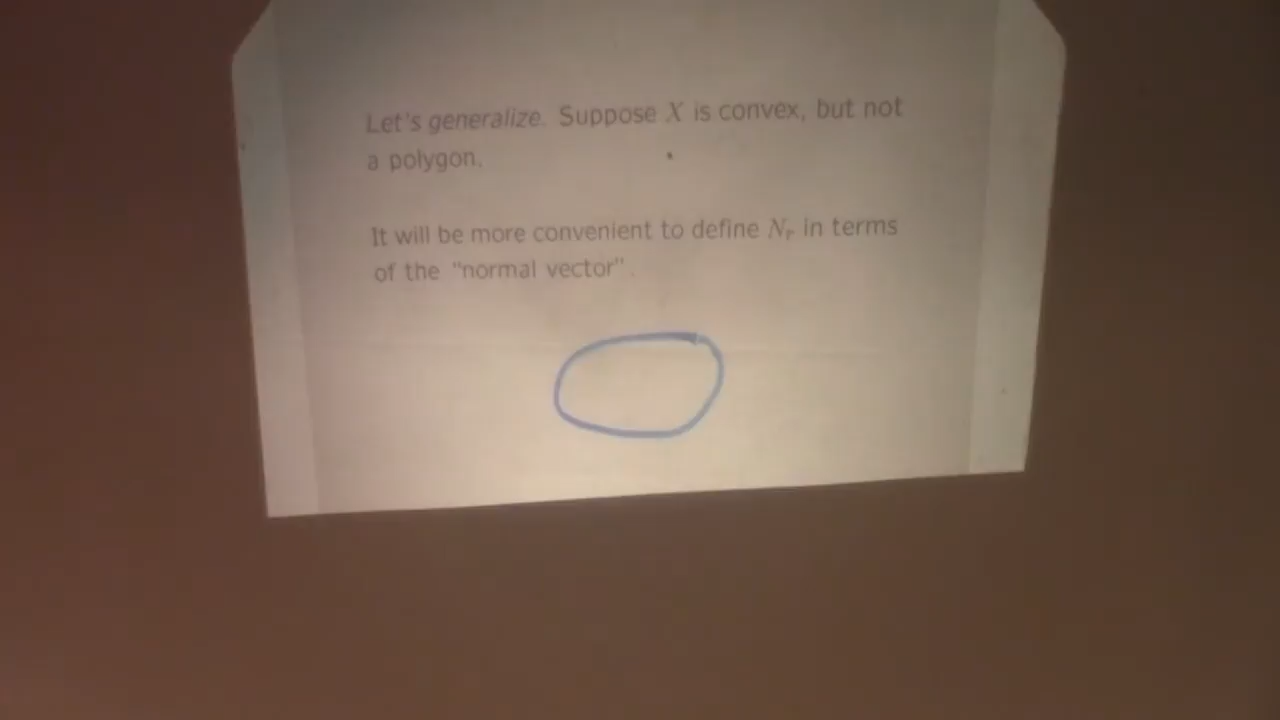 Let's generalize. Suppose X is convex, but not
a polygon.
It will be more convenient to define Nᵣ in terms
of the "normal vector".